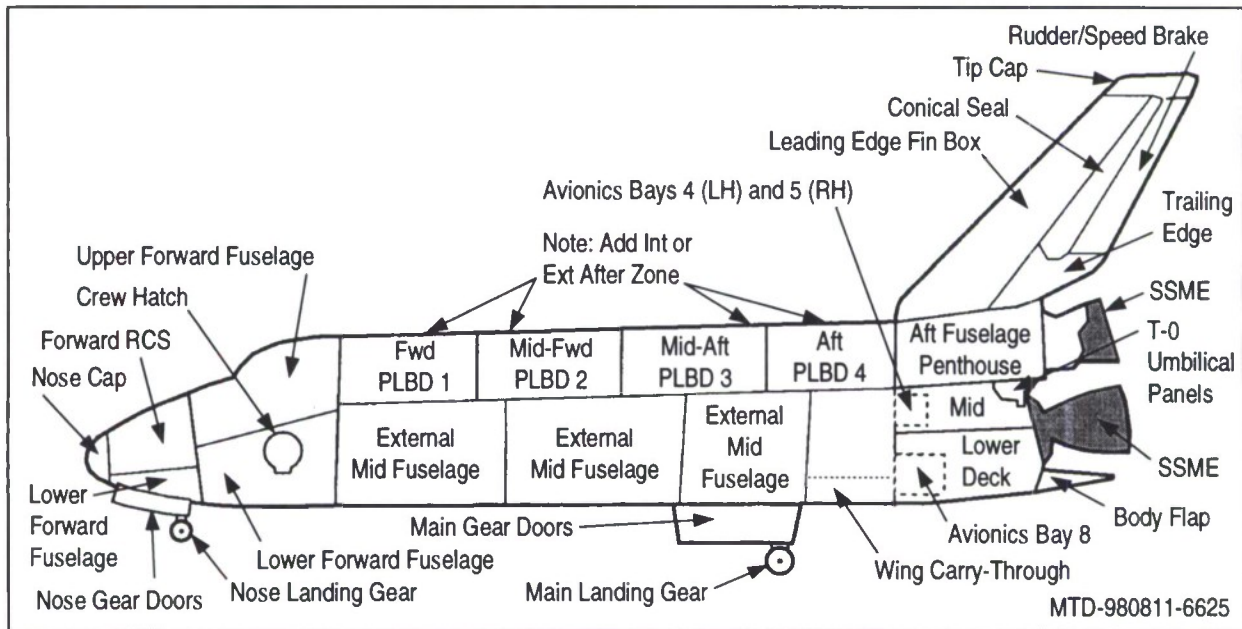 Rudder/Speed Brake
Tip Cap
Conical Seal
Leading Edge Fin Box
Avionics Bays 4 (LH) and 5 (RH)
Trailing
Edge
Note: Add Int or
Ext After Zone
Upper Forward Fuselage
Crew Hatch
Forward RCS
Nose Cap
SSME
T-0
Umbilical
Panels
Fwd
PLBD 1
Mid-Fwd
PLBD 2
Mid-Aft
PLBD 3
Aft
PLBD 4
Aft Fuselage
Penthouse
External
Mid Fuselage
External
Mid Fuselage
External
Mid
Fuselage
Mid
Lower
Deck
SSME
Lower
Forward
Fuselage
Main Gear Doors
Body Flap
Avionics Bay 8
Lower Forward Fuselage
Wing Carry-Through
Nose Gear Doors
Nose Landing Gear
Main Landing Gear
MTD-980811-6625